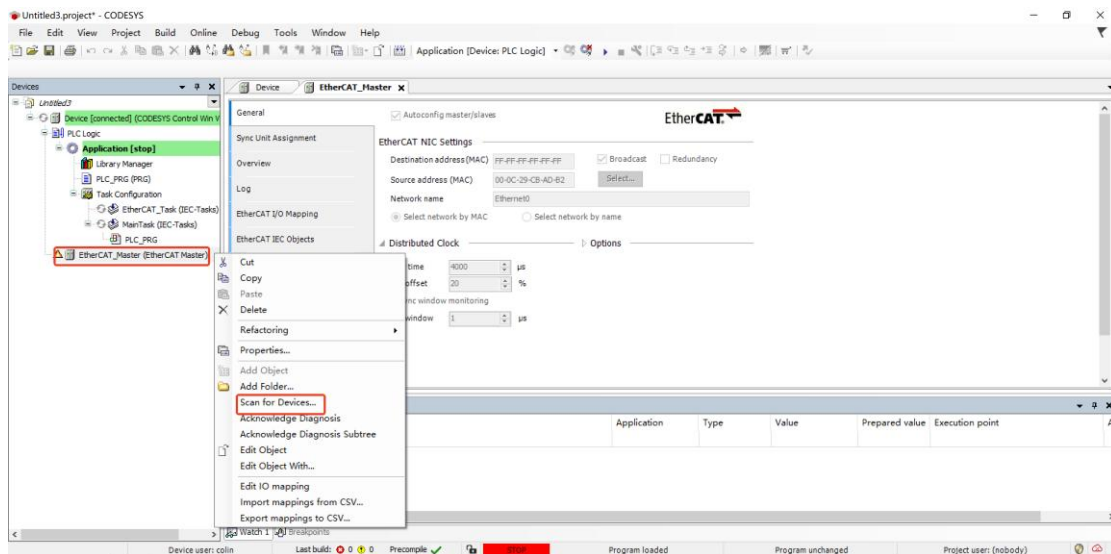 Untitled3.project* - CODESYS
File Edit View Project Build Online Debug Tools Window Help
Application [Device: PLC Logic]
Devices
Untitled3
Device [connected] (CODESYS Control Win V
PLC Logic
Application [stop]
Library Manager
PLC_PRG (PRG)
Task Configuration
EtherCAT_Task (IEC-Tasks)
MainTask (IEC-Tasks)
PLC_PRG
EtherCAT_Master (EtherCAT Master)
Device
EtherCAT_Master
General
Sync Unit Assignment
Overview
Log
EtherCAT I/O Mapping
EtherCAT IEC Objects
Autoconfig master/slaves
EtherCAT
EtherCAT NIC Settings
Destination address (MAC) FF-FF-FF-FF-FF-FF Broadcast Redundancy
Source address (MAC) 00-0C-29-CB-AD-B2 Select...
Network name Ethernet0
Select network by MAC Select network by name
Distributed Clock Options
time 4000 µs
offset 20 %
nc window monitoring
window 1 µs
Cut
Copy
Paste
Delete
Refactoring
Properties...
Add Object
Add Folder...
Scan for Devices...
Acknowledge Diagnosis
Acknowledge Diagnosis Subtree
Edit Object
Edit Object With...
Edit IO mapping
Import mappings from CSV...
Export mappings to CSV...
Application Type Value Prepared value Execution point
Watch 1 Breakpoints
Device user: colin Last build: 0 0 Precompile STOP Program loaded Program unchanged Project user: (nobody)